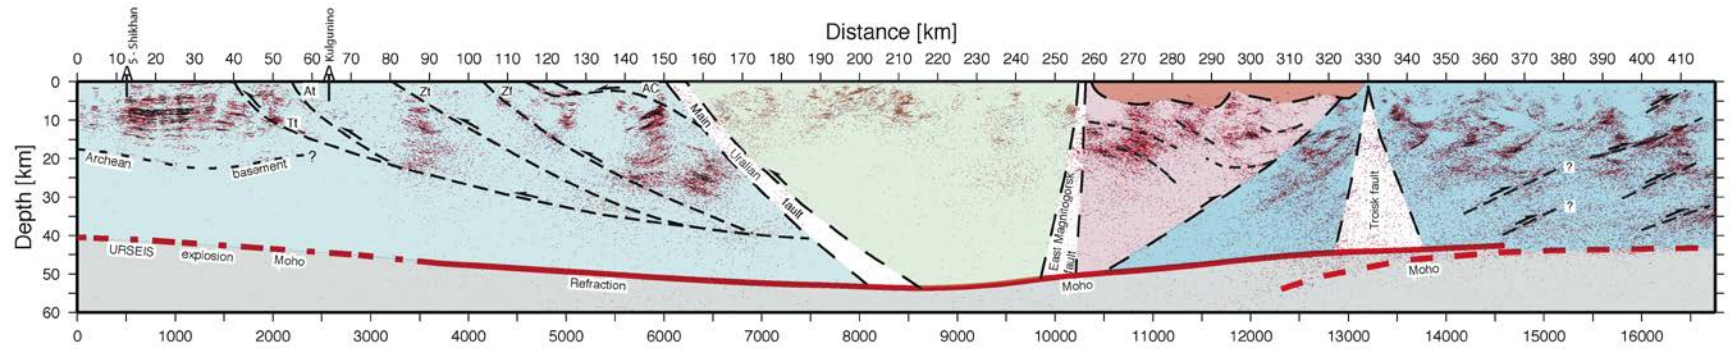 Distance [km]
S - Shikhan
Kulgunino
0 10 20 30 40 50 60 70 80 90 100 110 120 130 140 150 160 170 180 190 200 210 220 230 240 250 260 270 280 290 300 310 320 330 340 350 360 370 380 390 400 410
Depth [km]
0
10
20
30
40
50
60
At
Zt
Zt
AC
Tt
Main
Uralian
fault
Archean
basement
?
East Magnitogorsk
fault
Troisk fault
?
?
URSEIS
explosion
Moho
Refraction
Moho
Moho
0 1000 2000 3000 4000 5000 6000 7000 8000 9000 10000 11000 12000 13000 14000 15000 16000